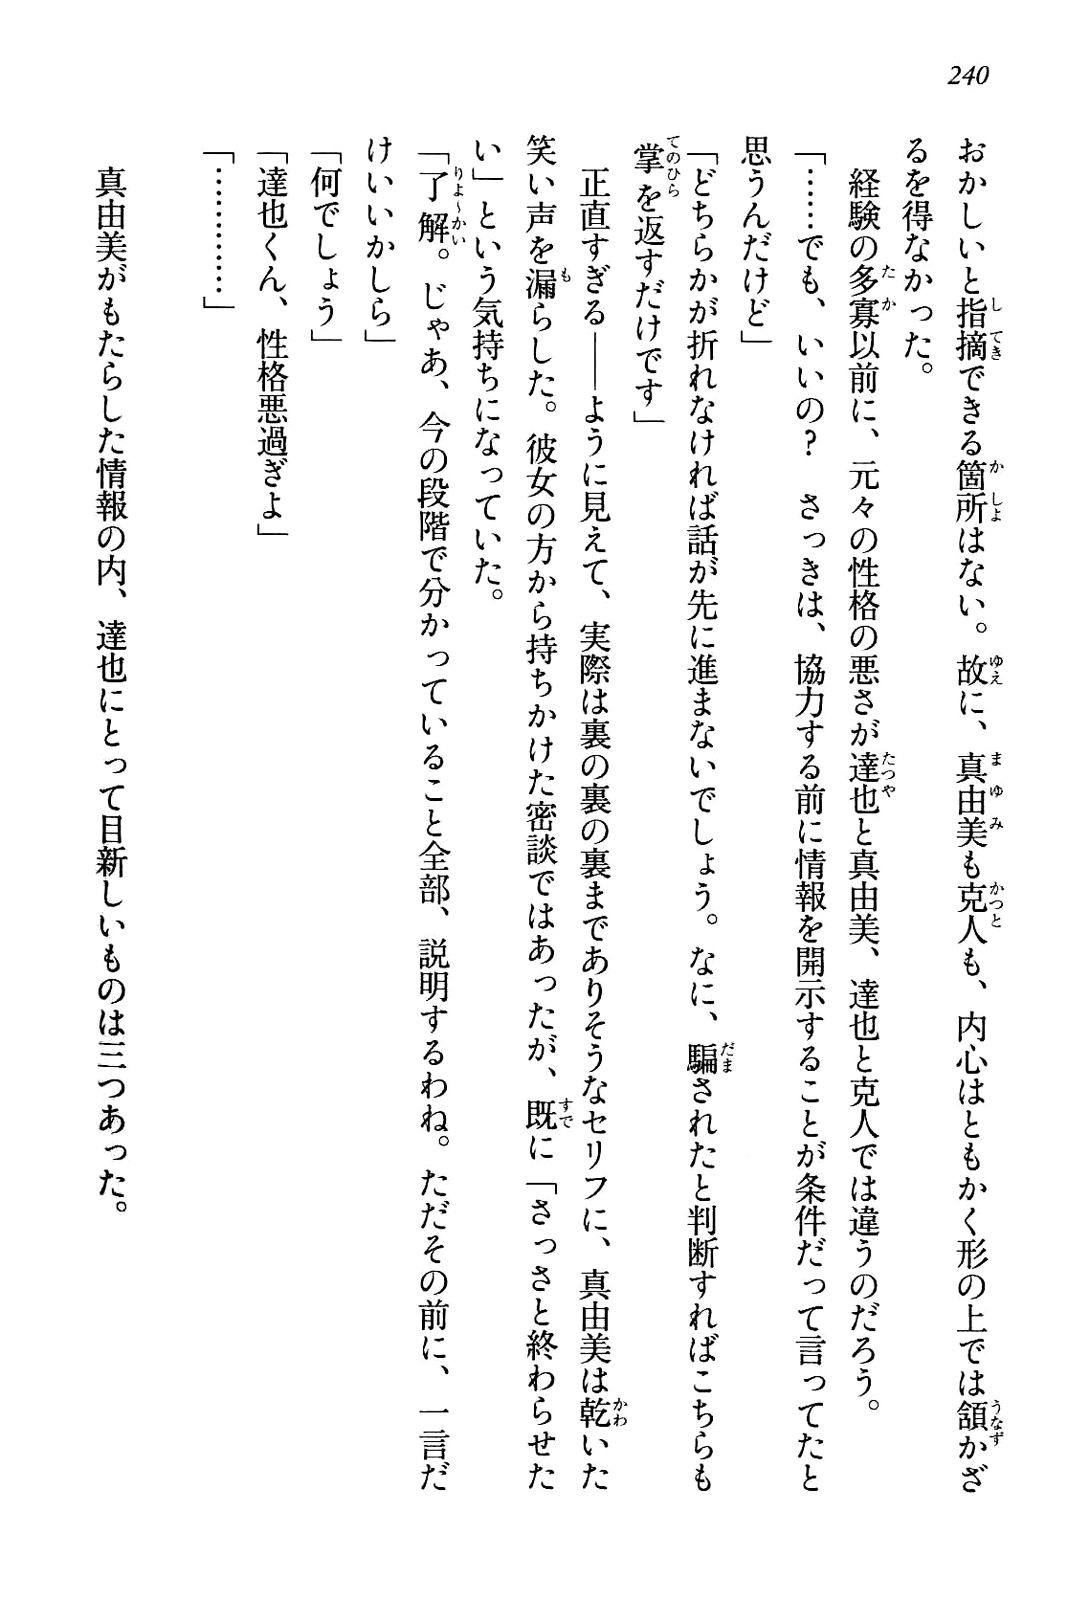 240
おかしいと指摘できる箇所はない。故に、真由美も克人も、内心はともかく形の上では頷かざ
るを得なかった。
　経験の多寡以前に、元々の性格の悪さが達也と真由美、達也と克人では違うのだろう。
「……でも、いいの？　さっきは、協力する前に情報を開示することが条件だって言ってたと
思うんだけど」
「どちらかが折れなければ話が先に進まないでしょう。なに、騙されたと判断すればこちらも
掌を返すだけです」
　正直すぎる――ように見えて、実際は裏の裏の裏までありそうなセリフに、真由美は乾いた
笑い声を漏らした。彼女の方から持ちかけた密談ではあったが、既に「さっさと終わらせた
い」という気持ちになっていた。
「了解。じゃあ、今の段階で分かっていること全部、説明するわね。ただその前に、一言だ
けいいかしら」
「何でしょう」
「達也くん、性格悪過ぎよ」
「…………」
　真由美がもたらした情報の内、達也にとって目新しいものは三つあった。